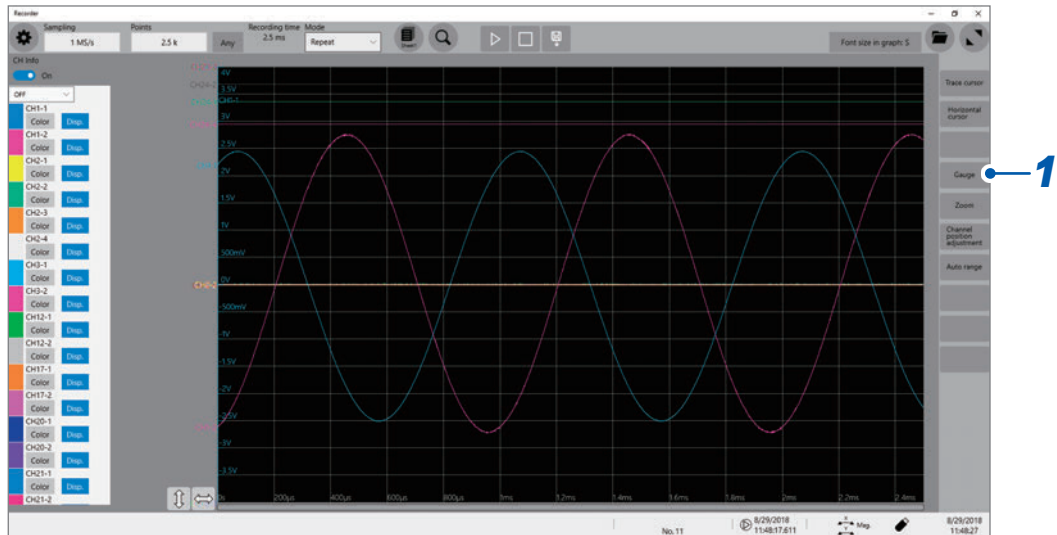 Recorder
Sampling
Points
Recording time
Mode
1 MS/s
2.5 k
Any
2.5 ms
Repeat
Sheet1
Font size in graph: S
CH Info
On
OFF
CH1-1
Color Disp.
CH1-2
Color Disp.
CH2-1
Color Disp.
CH2-2
Color Disp.
CH2-3
Color Disp.
CH2-4
Color Disp.
CH3-1
Color Disp.
CH3-2
Color Disp.
CH12-1
Color Disp.
CH12-2
Color Disp.
CH17-1
Color Disp.
CH17-2
Color Disp.
CH20-1
Color Disp.
CH20-2
Color Disp.
CH21-1
Color Disp.
CH21-2
4V
3.5V
CH1-1
3V
2.5V
2V
1.5V
1V
500mV
0V
-500mV
-1V
-1.5V
-2V
-2.5V
-3V
-3.5V
0s 200µs 400µs 600µs 800µs 1ms 1.2ms 1.4ms 1.6ms 1.8ms 2ms 2.2ms 2.4ms
Trace cursor
Horizontal
cursor
Gauge
1
Zoom
Channel
position
adjustment
Auto range
No. 11
8/29/2018
11:48:17.611
X
Y
Mag.
8/29/2018
11:48:27